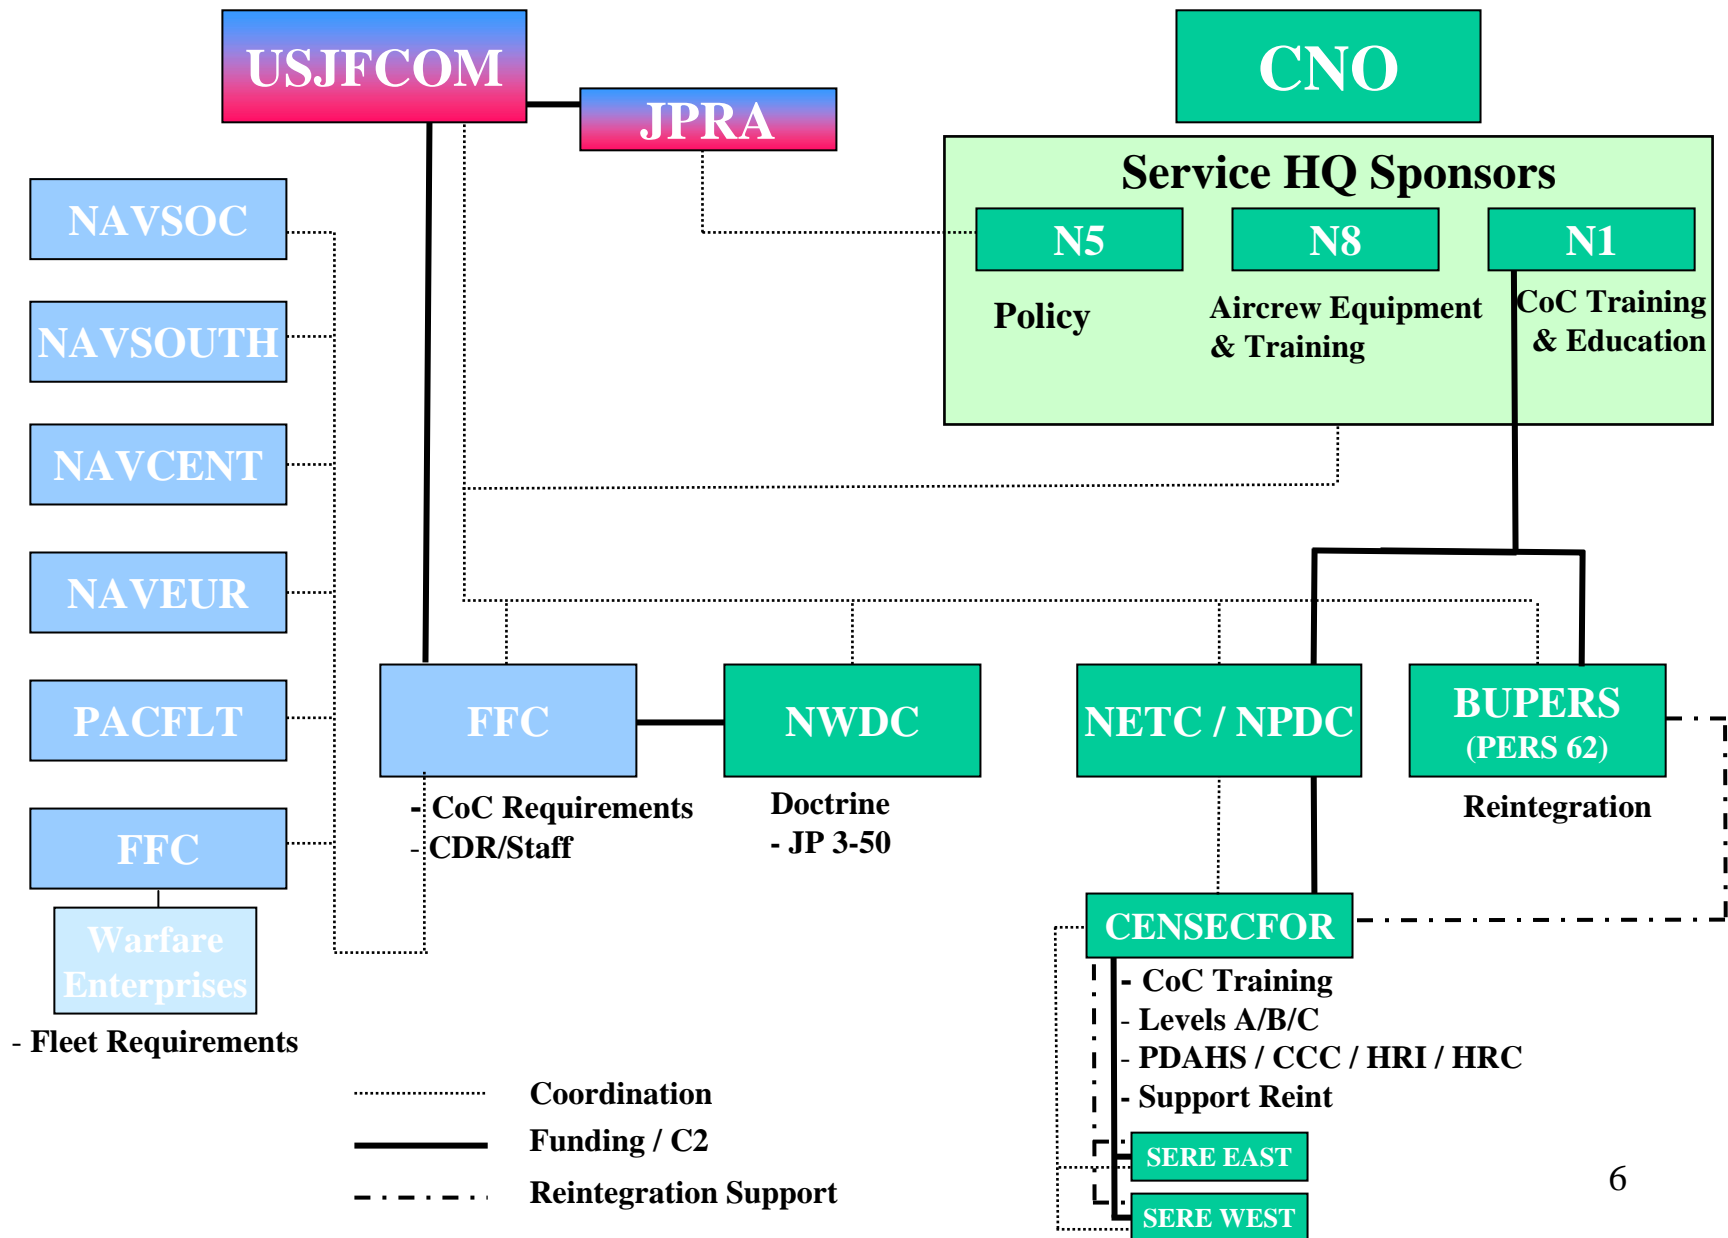 USJFCOM
CNO
JPRA
Service HQ Sponsors
N5
N8
N1
Policy
Aircrew Equipment
& Training
CoC Training
& Education
NAVSOC
NAVSOUTH
NAVCENT
NAVEUR
PACFLT
FFC
Warfare
Enterprises
- Fleet Requirements
FFC
- CoC Requirements
- CDR/Staff
NWDC
Doctrine
- JP 3-50
NETC / NPDC
BUPERS
(PERS 62)
Reintegration
CENSECFOR
- CoC Training
- Levels A/B/C
- PDAHS / CCC / HRI / HRC
- Support Reint
SERE EAST
SERE WEST
Coordination
Funding / C2
Reintegration Support
6